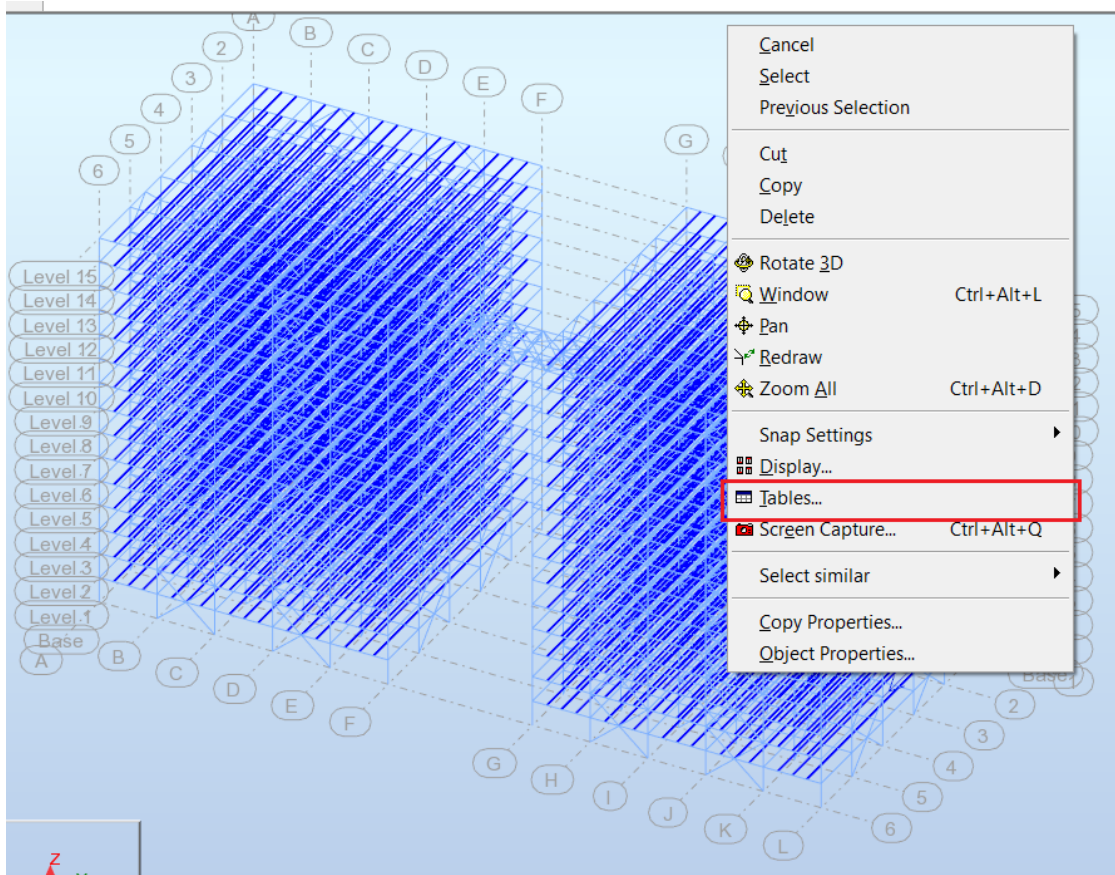 A
B
C
D
E
F
G
2
3
4
5
6
Level 15
Level 14
Level 13
Level 12
Level 11
Level 10
Level 9
Level 8
Level 7
Level 6
Level 5
Level 4
Level 3
Level 2
Level 1
Base
A
B
C
D
E
F
G
H
I
J
K
L
Base
2
3
4
5
6
Cancel
Select
Previous Selection
Cut
Copy
Delete
Rotate 3D
Window Ctrl+Alt+L
Pan
Redraw
Zoom All Ctrl+Alt+D
Snap Settings
Display...
Tables...
Screen Capture... Ctrl+Alt+Q
Select similar
Copy Properties...
Object Properties...
Z